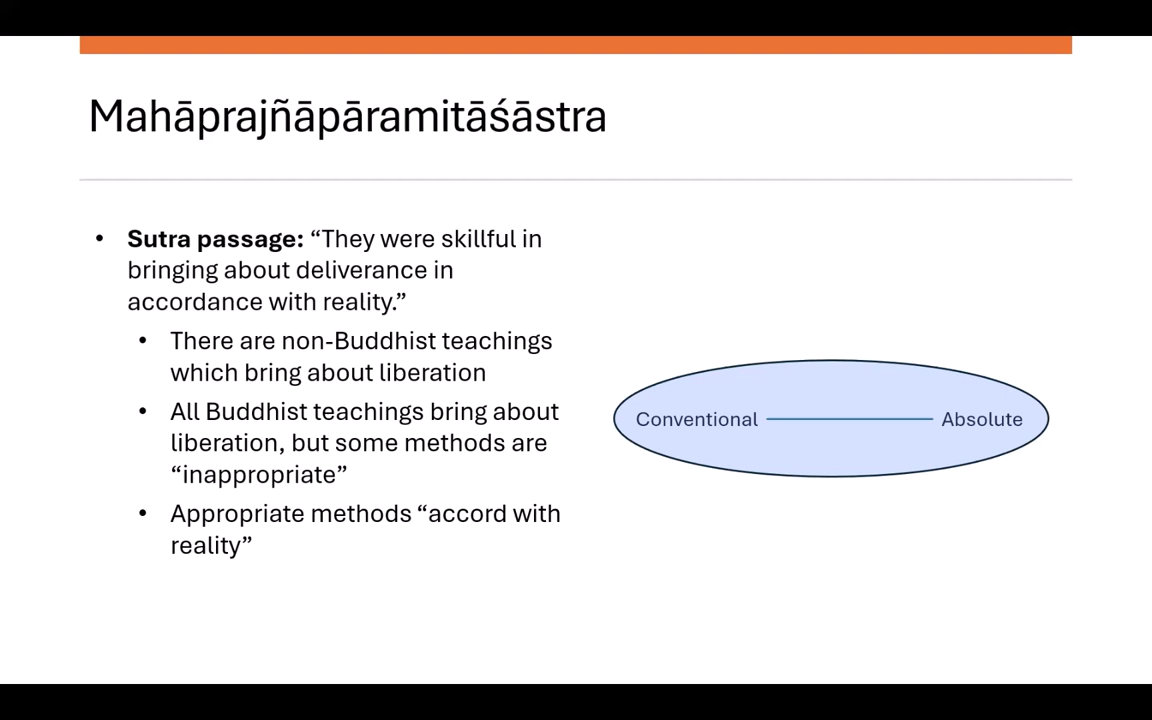 Mahāprajñāpāramitāśāstra
• Sutra passage: “They were skillful in
bringing about deliverance in
accordance with reality.”
• There are non-Buddhist teachings
which bring about liberation
• All Buddhist teachings bring about
liberation, but some methods are
“inappropriate”
• Appropriate methods “accord with
reality”
Conventional
Absolute